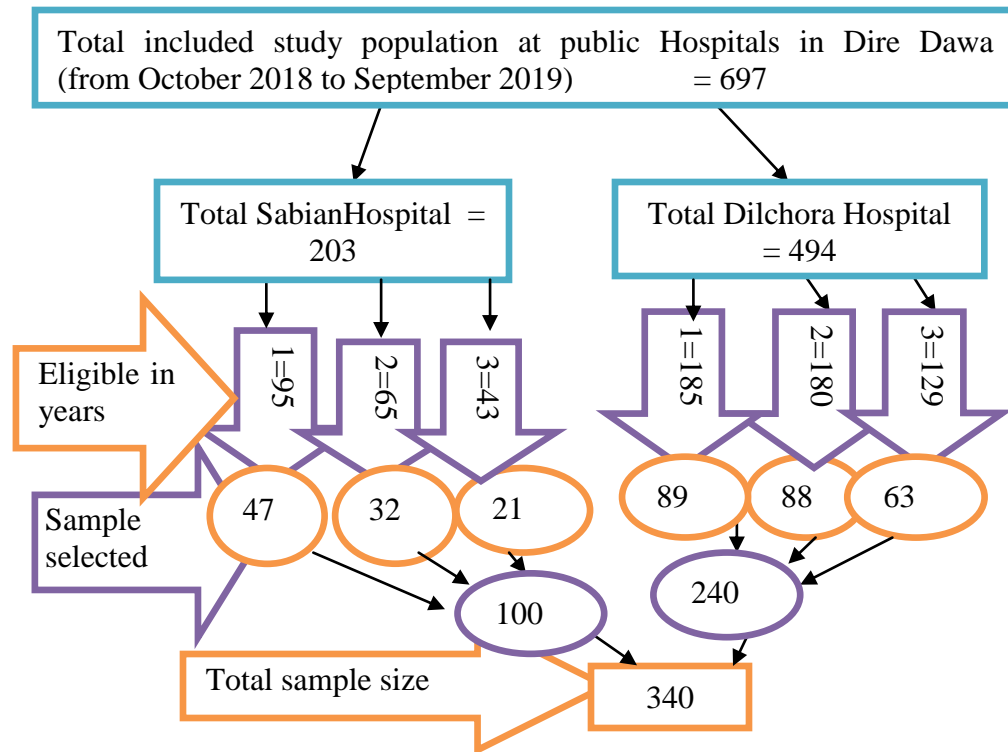 Total included study population at public Hospitals in Dire Dawa
(from October 2018 to September 2019) = 697
Total SabianHospital =
203
Total Dilchora Hospital
= 494
Eligible in
years
1=95
2=65
3=43
1=185
2=180
3=129
Sample
selected
47
32
21
89
88
63
100
240
Total sample size
340